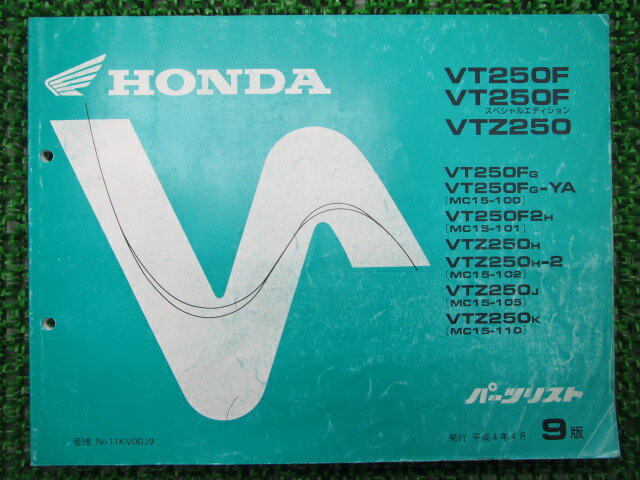 HONDA
VT250F
VT250F
スペシャルエディション
VTZ250
VT250FG
VT250FG-YA
(MC15-100)
VT250F2H
(MC15-101)
VTZ250H
VTZ250H-2
(MC15-102)
VTZ250J
(MC15-105)
VTZ250K
(MC15-110)
パーツリスト
管理 No.11KV0GJ9
発行 平成4年4月 9版